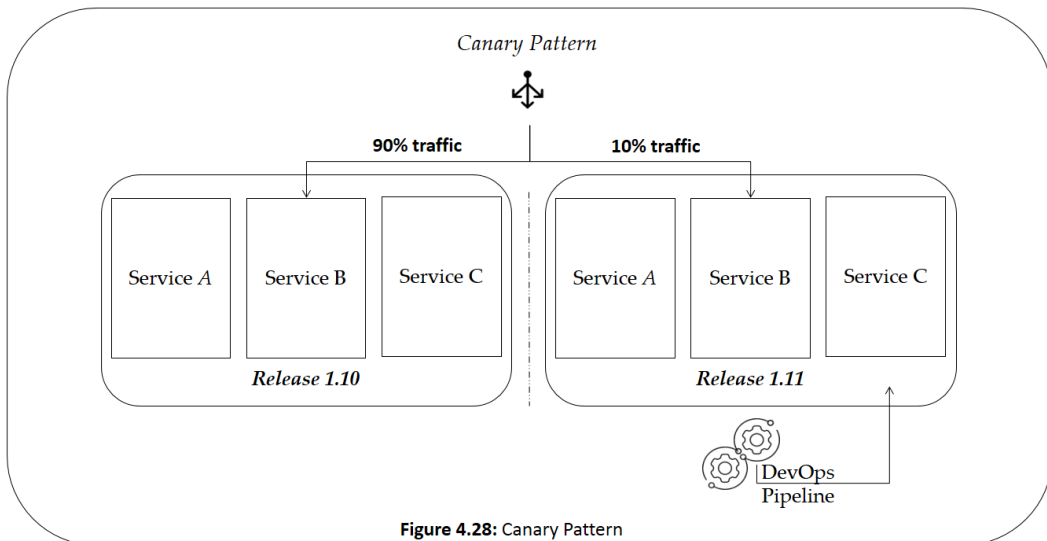 Canary Pattern
90% traffic
10% traffic
Service A
Service B
Service C
Release 1.10
Service A
Service B
Service C
Release 1.11
DevOps
Pipeline
Figure 4.28: Canary Pattern